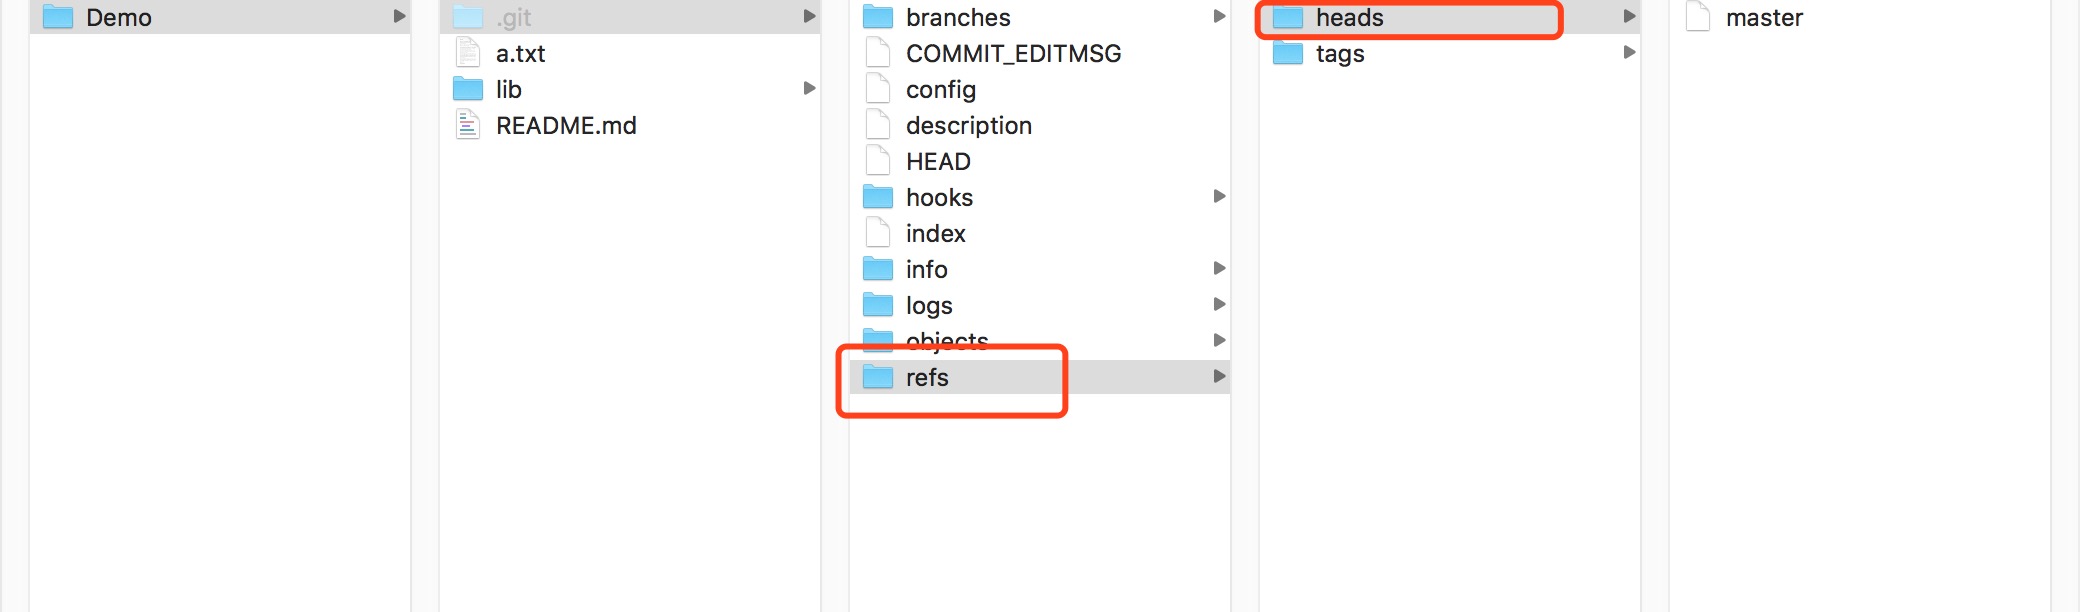 Demo
.git
a.txt
lib
README.md
branches
COMMIT_EDITMSG
config
description
HEAD
hooks
index
info
logs
objects
refs
heads
tags
master